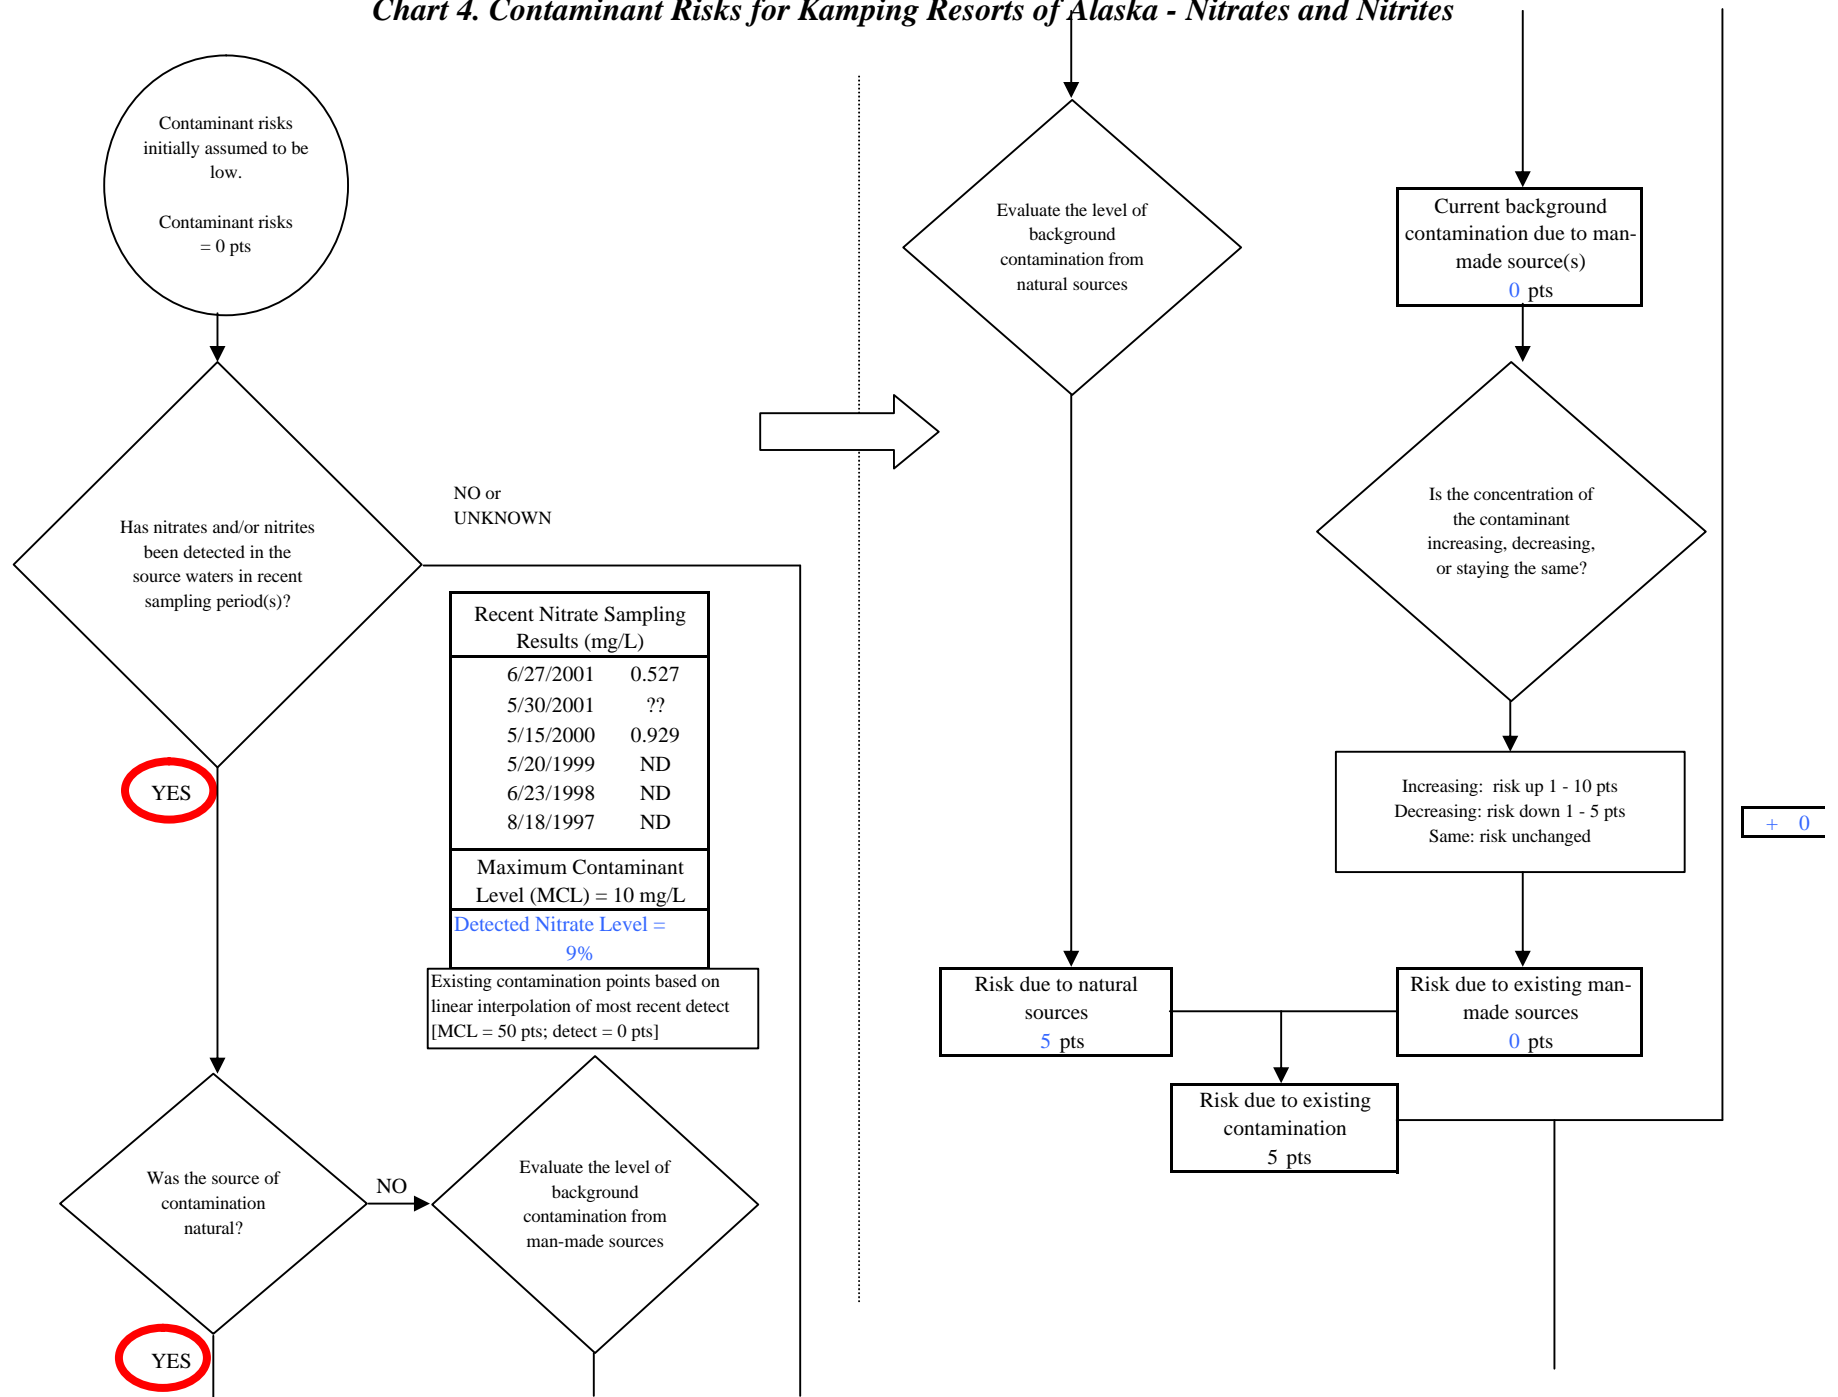 Chart 4. Contaminant Risks for Kamping Resorts of Alaska - Nitrates and Nitrites
Contaminant risks
initially assumed to be
low.
Contaminant risks
= 0 pts
Has nitrates and/or nitrites
been detected in the
source waters in recent
sampling period(s)?
NO or
UNKNOWN
YES
Recent Nitrate Sampling
Results (mg/L)
6/27/2001 0.527
5/30/2001 ??
5/15/2000 0.929
5/20/1999 ND
6/23/1998 ND
8/18/1997 ND
Maximum Contaminant
Level (MCL) = 10 mg/L
Detected Nitrate Level =
9%
Existing contamination points based on
linear interpolation of most recent detect
[MCL = 50 pts; detect = 0 pts]
Was the source of
contamination
natural?
NO
Evaluate the level of
background
contamination from
man-made sources
YES
Evaluate the level of
background
contamination from
natural sources
Current background
contamination due to man-
made source(s)
0 pts
Is the concentration of
the contaminant
increasing, decreasing,
or staying the same?
Increasing: risk up 1 - 10 pts
Decreasing: risk down 1 - 5 pts
Same: risk unchanged
+ 0
Risk due to natural
sources
5 pts
Risk due to existing man-
made sources
0 pts
Risk due to existing
contamination
5 pts